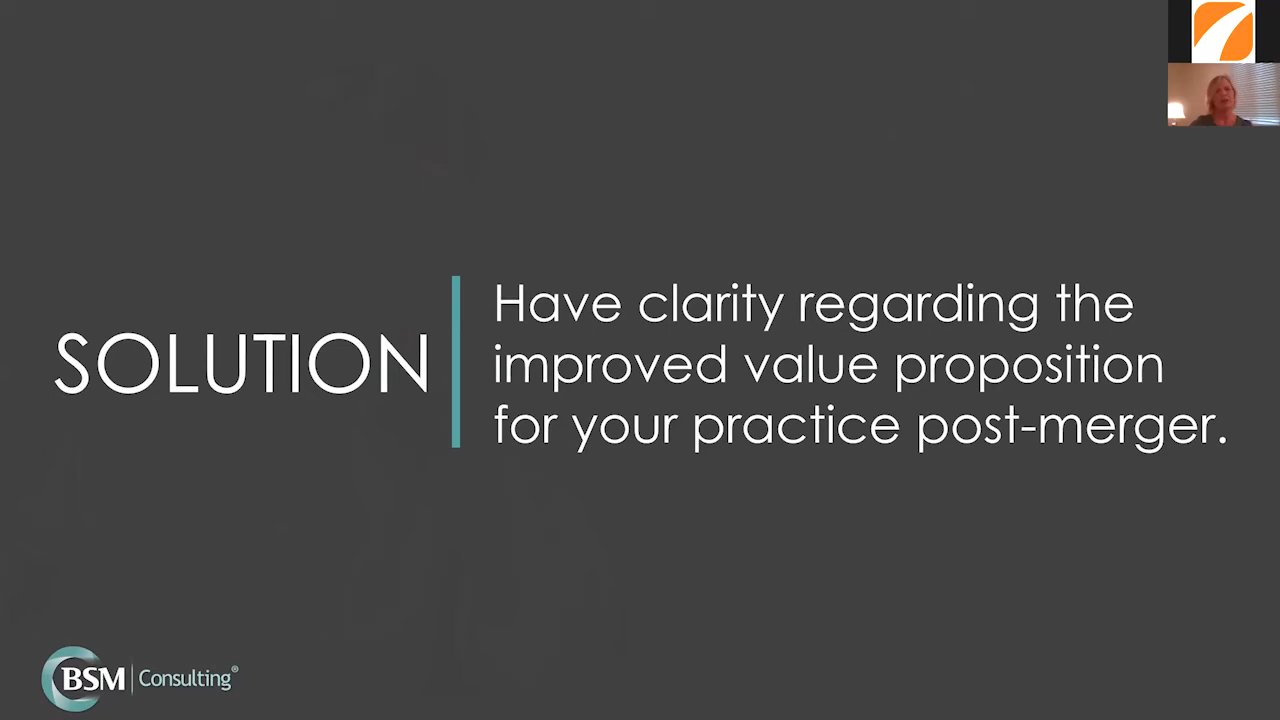 SOLUTION
Have clarity regarding the
improved value proposition
for your practice post-merger.
BSM Consulting®